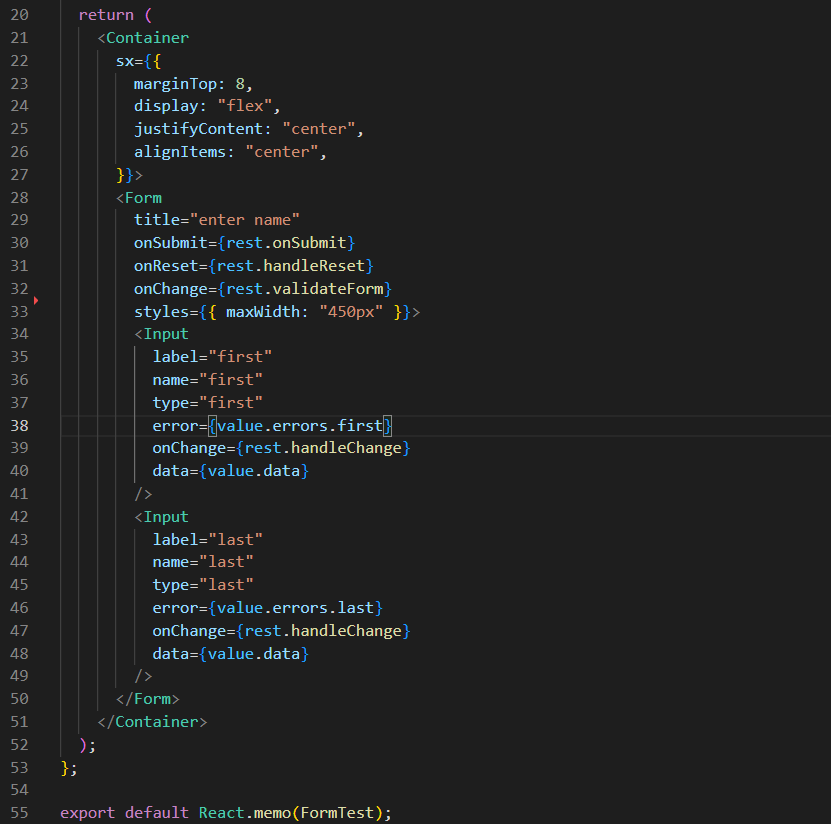 20 return (
21 <Container
22 sx={{
23 marginTop: 8,
24 display: "flex",
25 justifyContent: "center",
26 alignItems: "center",
27 }}>
28 <Form
29 title="enter name"
30 onSubmit={rest.onSubmit}
31 onReset={rest.handleReset}
32 onChange={rest.validateForm}
33 styles={{ maxWidth: "450px" }}>
34 <Input
35 label="first"
36 name="first"
37 type="first"
38 error={value.errors.first}
39 onChange={rest.handleChange}
40 data={value.data}
41 />
42 <Input
43 label="last"
44 name="last"
45 type="last"
46 error={value.errors.last}
47 onChange={rest.handleChange}
48 data={value.data}
49 />
50 </Form>
51 </Container>
52 );
53 };
54
55 export default React.memo(FormTest);